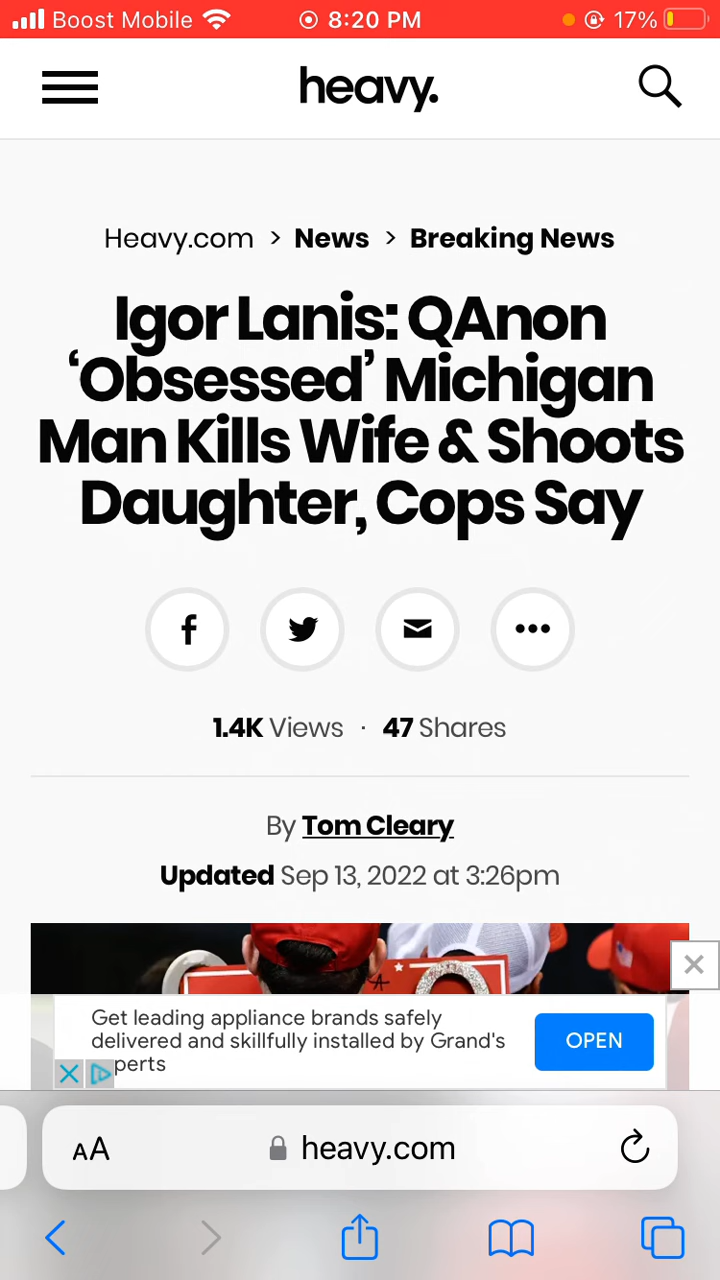 Boost Mobile 8:20 PM 17%
heavy.
Heavy.com > News > Breaking News
Igor Lanis: QAnon
‘Obsessed’ Michigan
Man Kills Wife & Shoots
Daughter, Cops Say
1.4K Views · 47 Shares
By Tom Cleary
Updated Sep 13, 2022 at 3:26pm
Get leading appliance brands safely
delivered and skillfully installed by Grand's
perts
OPEN
AA heavy.com